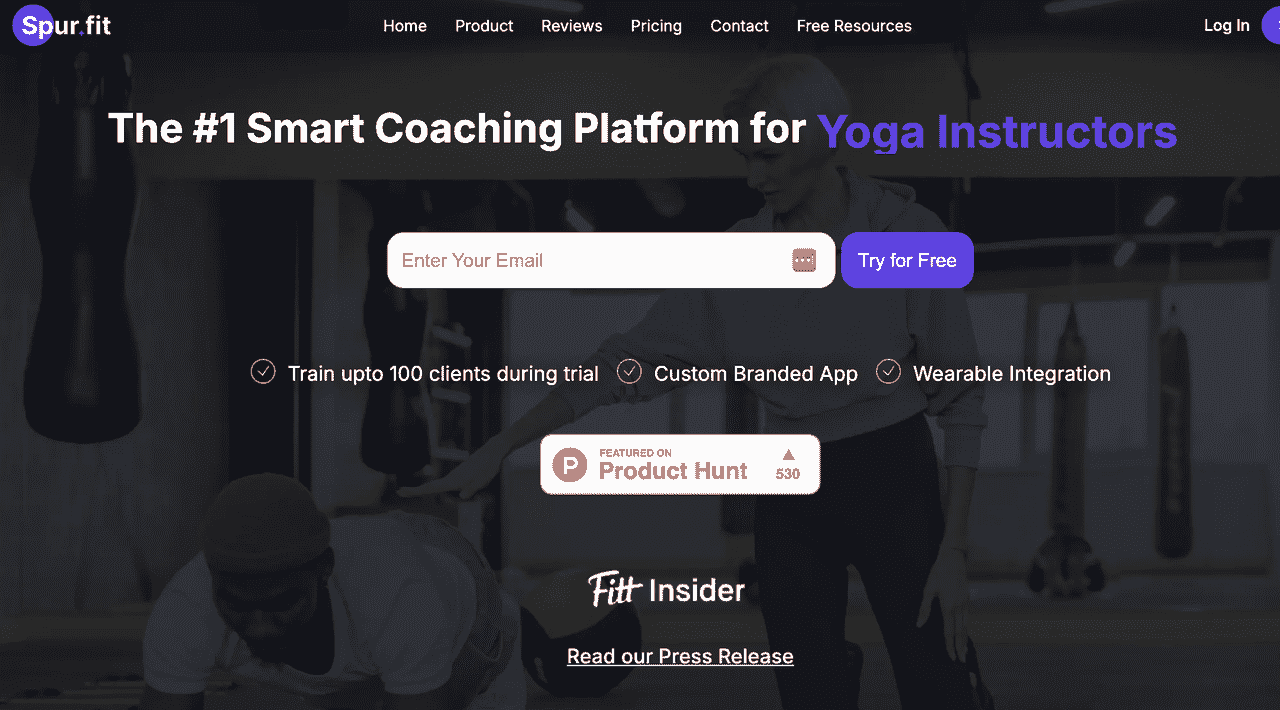 Spur.fit
Home Product Reviews Pricing Contact Free Resources
Log In
The #1 Smart Coaching Platform for Yoga Instructors
Enter Your Email
Try for Free
Train upto 100 clients during trial Custom Branded App Wearable Integration
FEATURED ON
Product Hunt
530
Fitt Insider
Read our Press Release